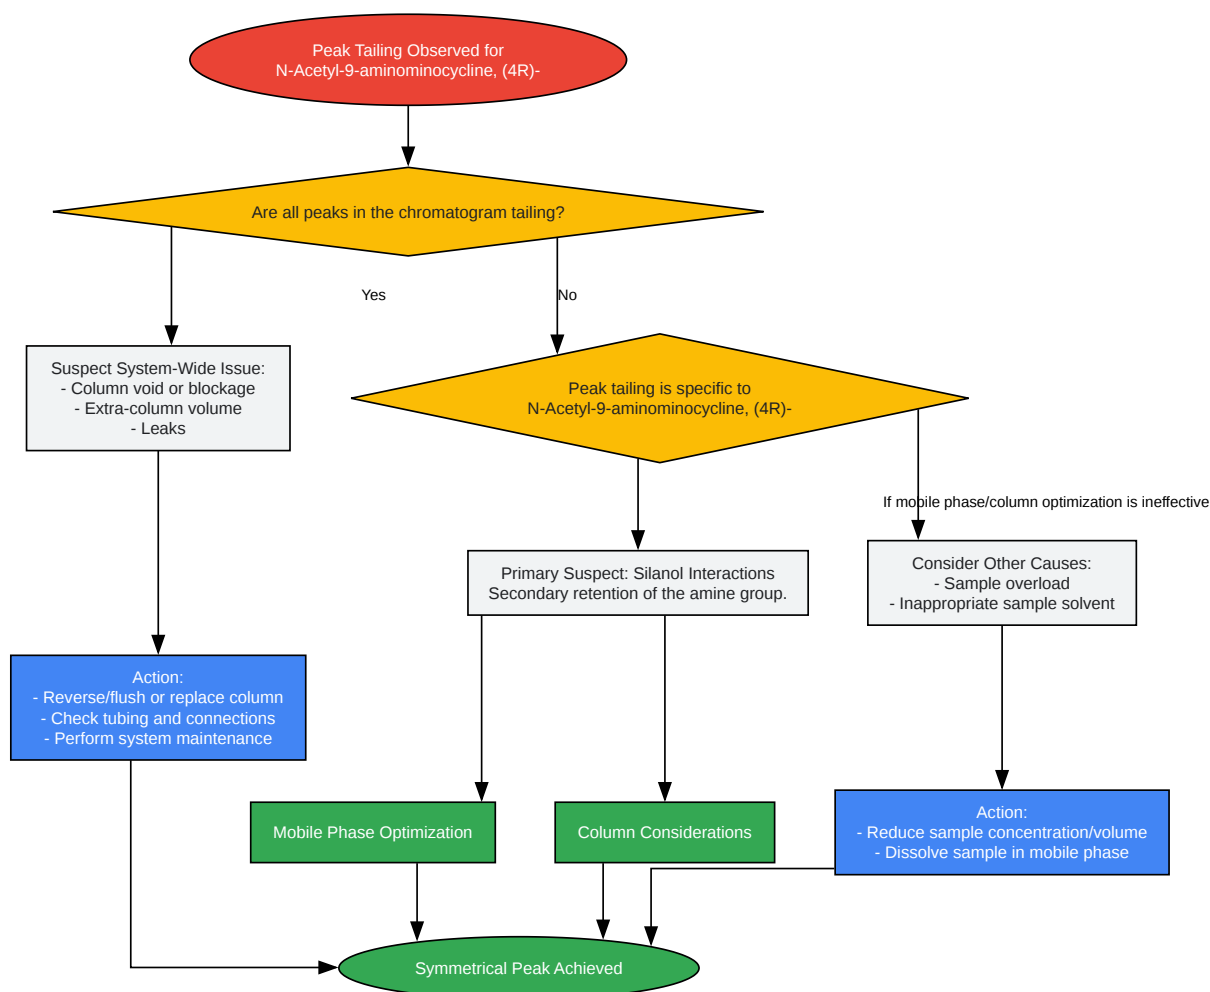 Peak Tailing Observed for
N-Acetyl-9-aminominocycline, (4R)-
Are all peaks in the chromatogram tailing?
Yes
No
Suspect System-Wide Issue:
- Column void or blockage
- Extra-column volume
- Leaks
Peak tailing is specific to
N-Acetyl-9-aminominocycline, (4R)-
If mobile phase/column optimization is ineffective
Primary Suspect: Silanol Interactions
Secondary retention of the amine group.
Consider Other Causes:
- Sample overload
- Inappropriate sample solvent
Action:
- Reverse/flush or replace column
- Check tubing and connections
- Perform system maintenance
Mobile Phase Optimization
Column Considerations
Action:
- Reduce sample concentration/volume
- Dissolve sample in mobile phase
Symmetrical Peak Achieved